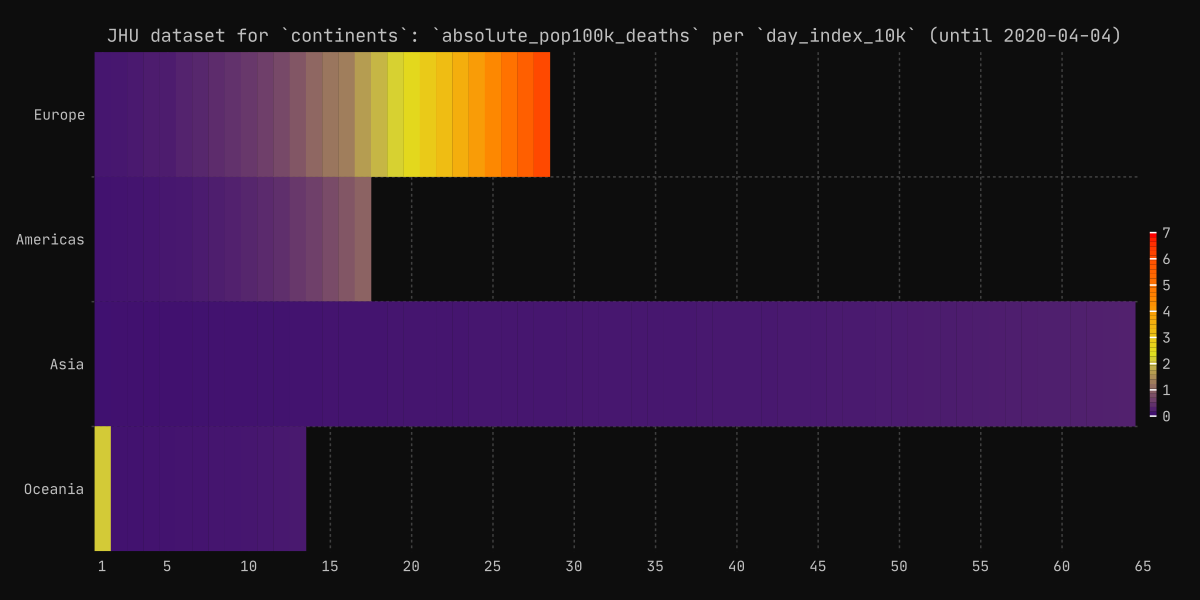 JHU dataset for `continents`: `absolute_pop100k_deaths` per `day_index_10k` (until 2020-04-04)
Europe
Americas
Asia
Oceania
7
6
5
4
3
2
1
0
1 5 10 15 20 25 30 35 40 45 50 55 60 65